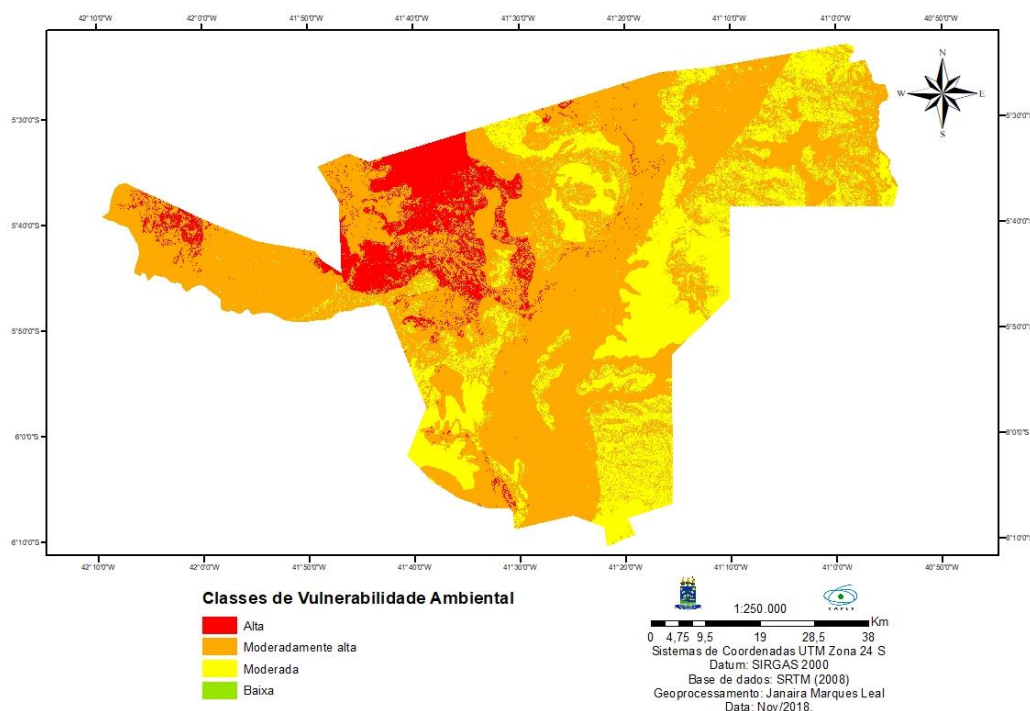 42°10'0"W 42°0'0"W 41°50'0"W 41°40'0"W 41°30'0"W 41°20'0"W 41°10'0"W 41°0'0"W 40°50'0"W
N
W E
S
5°30'0"S 5°30'0"S
5°40'0"S 5°40'0"S
5°50'0"S 5°50'0"S
6°0'0"S 6°0'0"S
6°10'0"S 6°10'0"S
42°10'0"W 42°0'0"W 41°50'0"W 41°40'0"W 41°30'0"W 41°20'0"W 41°10'0"W 41°0'0"W 40°50'0"W
Classes de Vulnerabilidade Ambiental
Alta
Moderadamente alta
Moderada
Baixa
1:250.000
CAPES
Km
0 4,75 9,5 19 28,5 38
Sistemas de Coordenadas UTM Zona 24 S
Datum: SIRGAS 2000
Base de dados: SRTM (2008)
Geoprocessamento: Janaira Marques Leal
Data: Nov/2018.